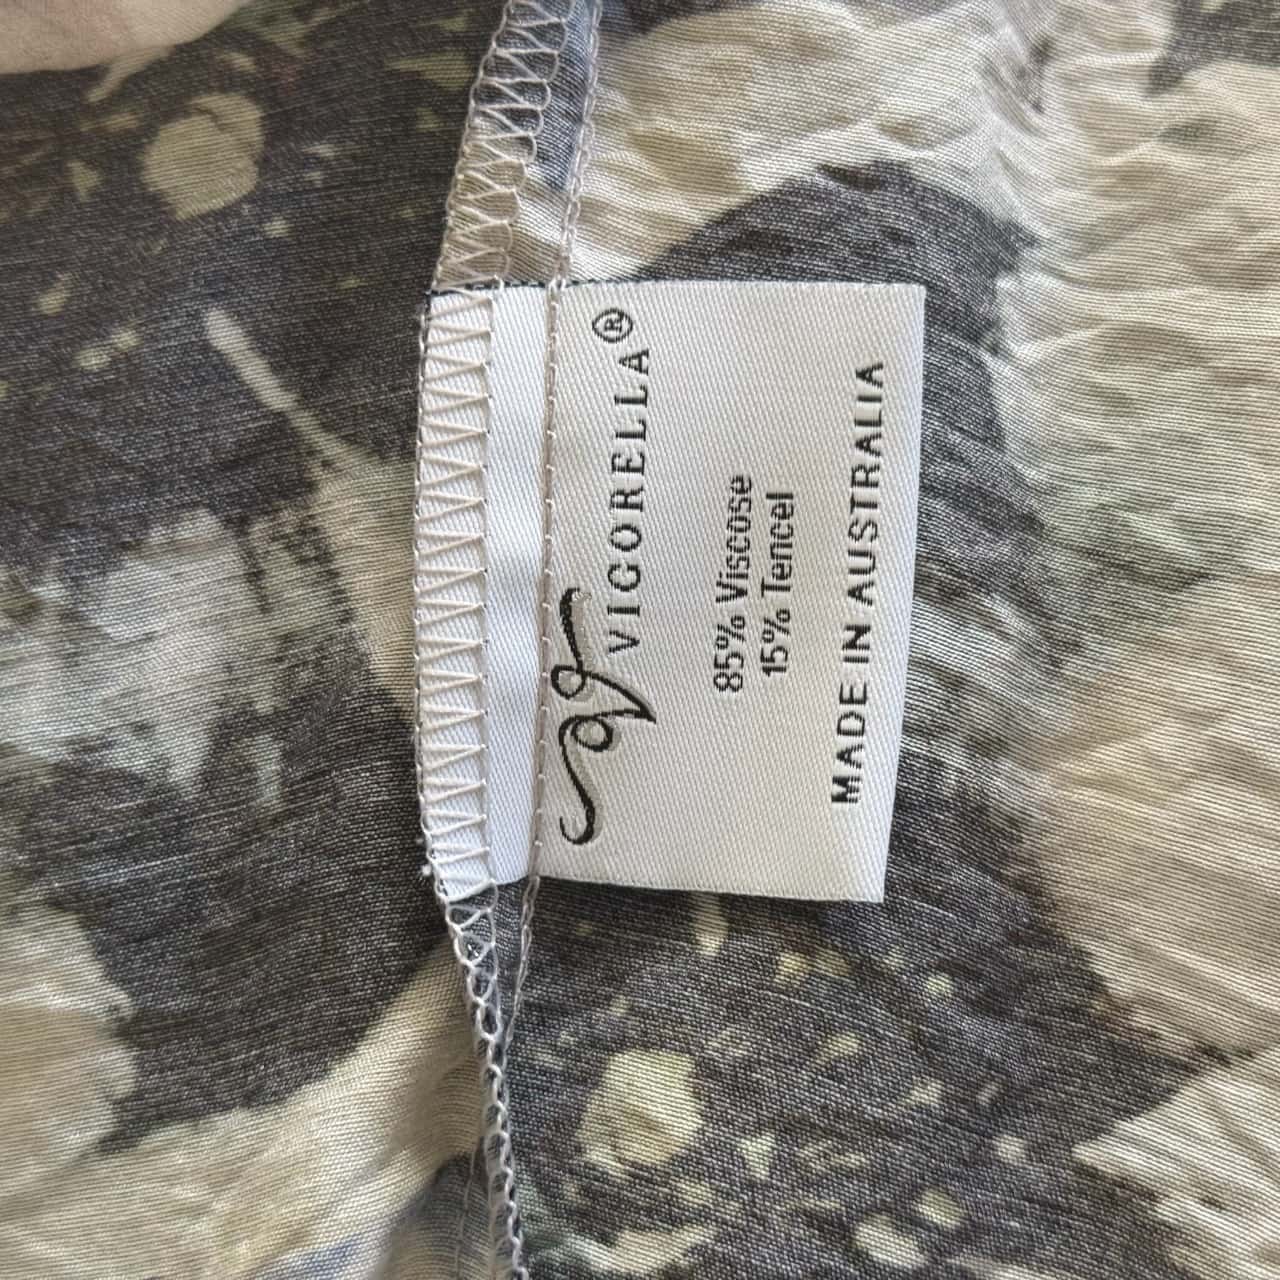 VIGORELLA®
85% Viscose
15% Tencel
MADE IN AUSTRALIA